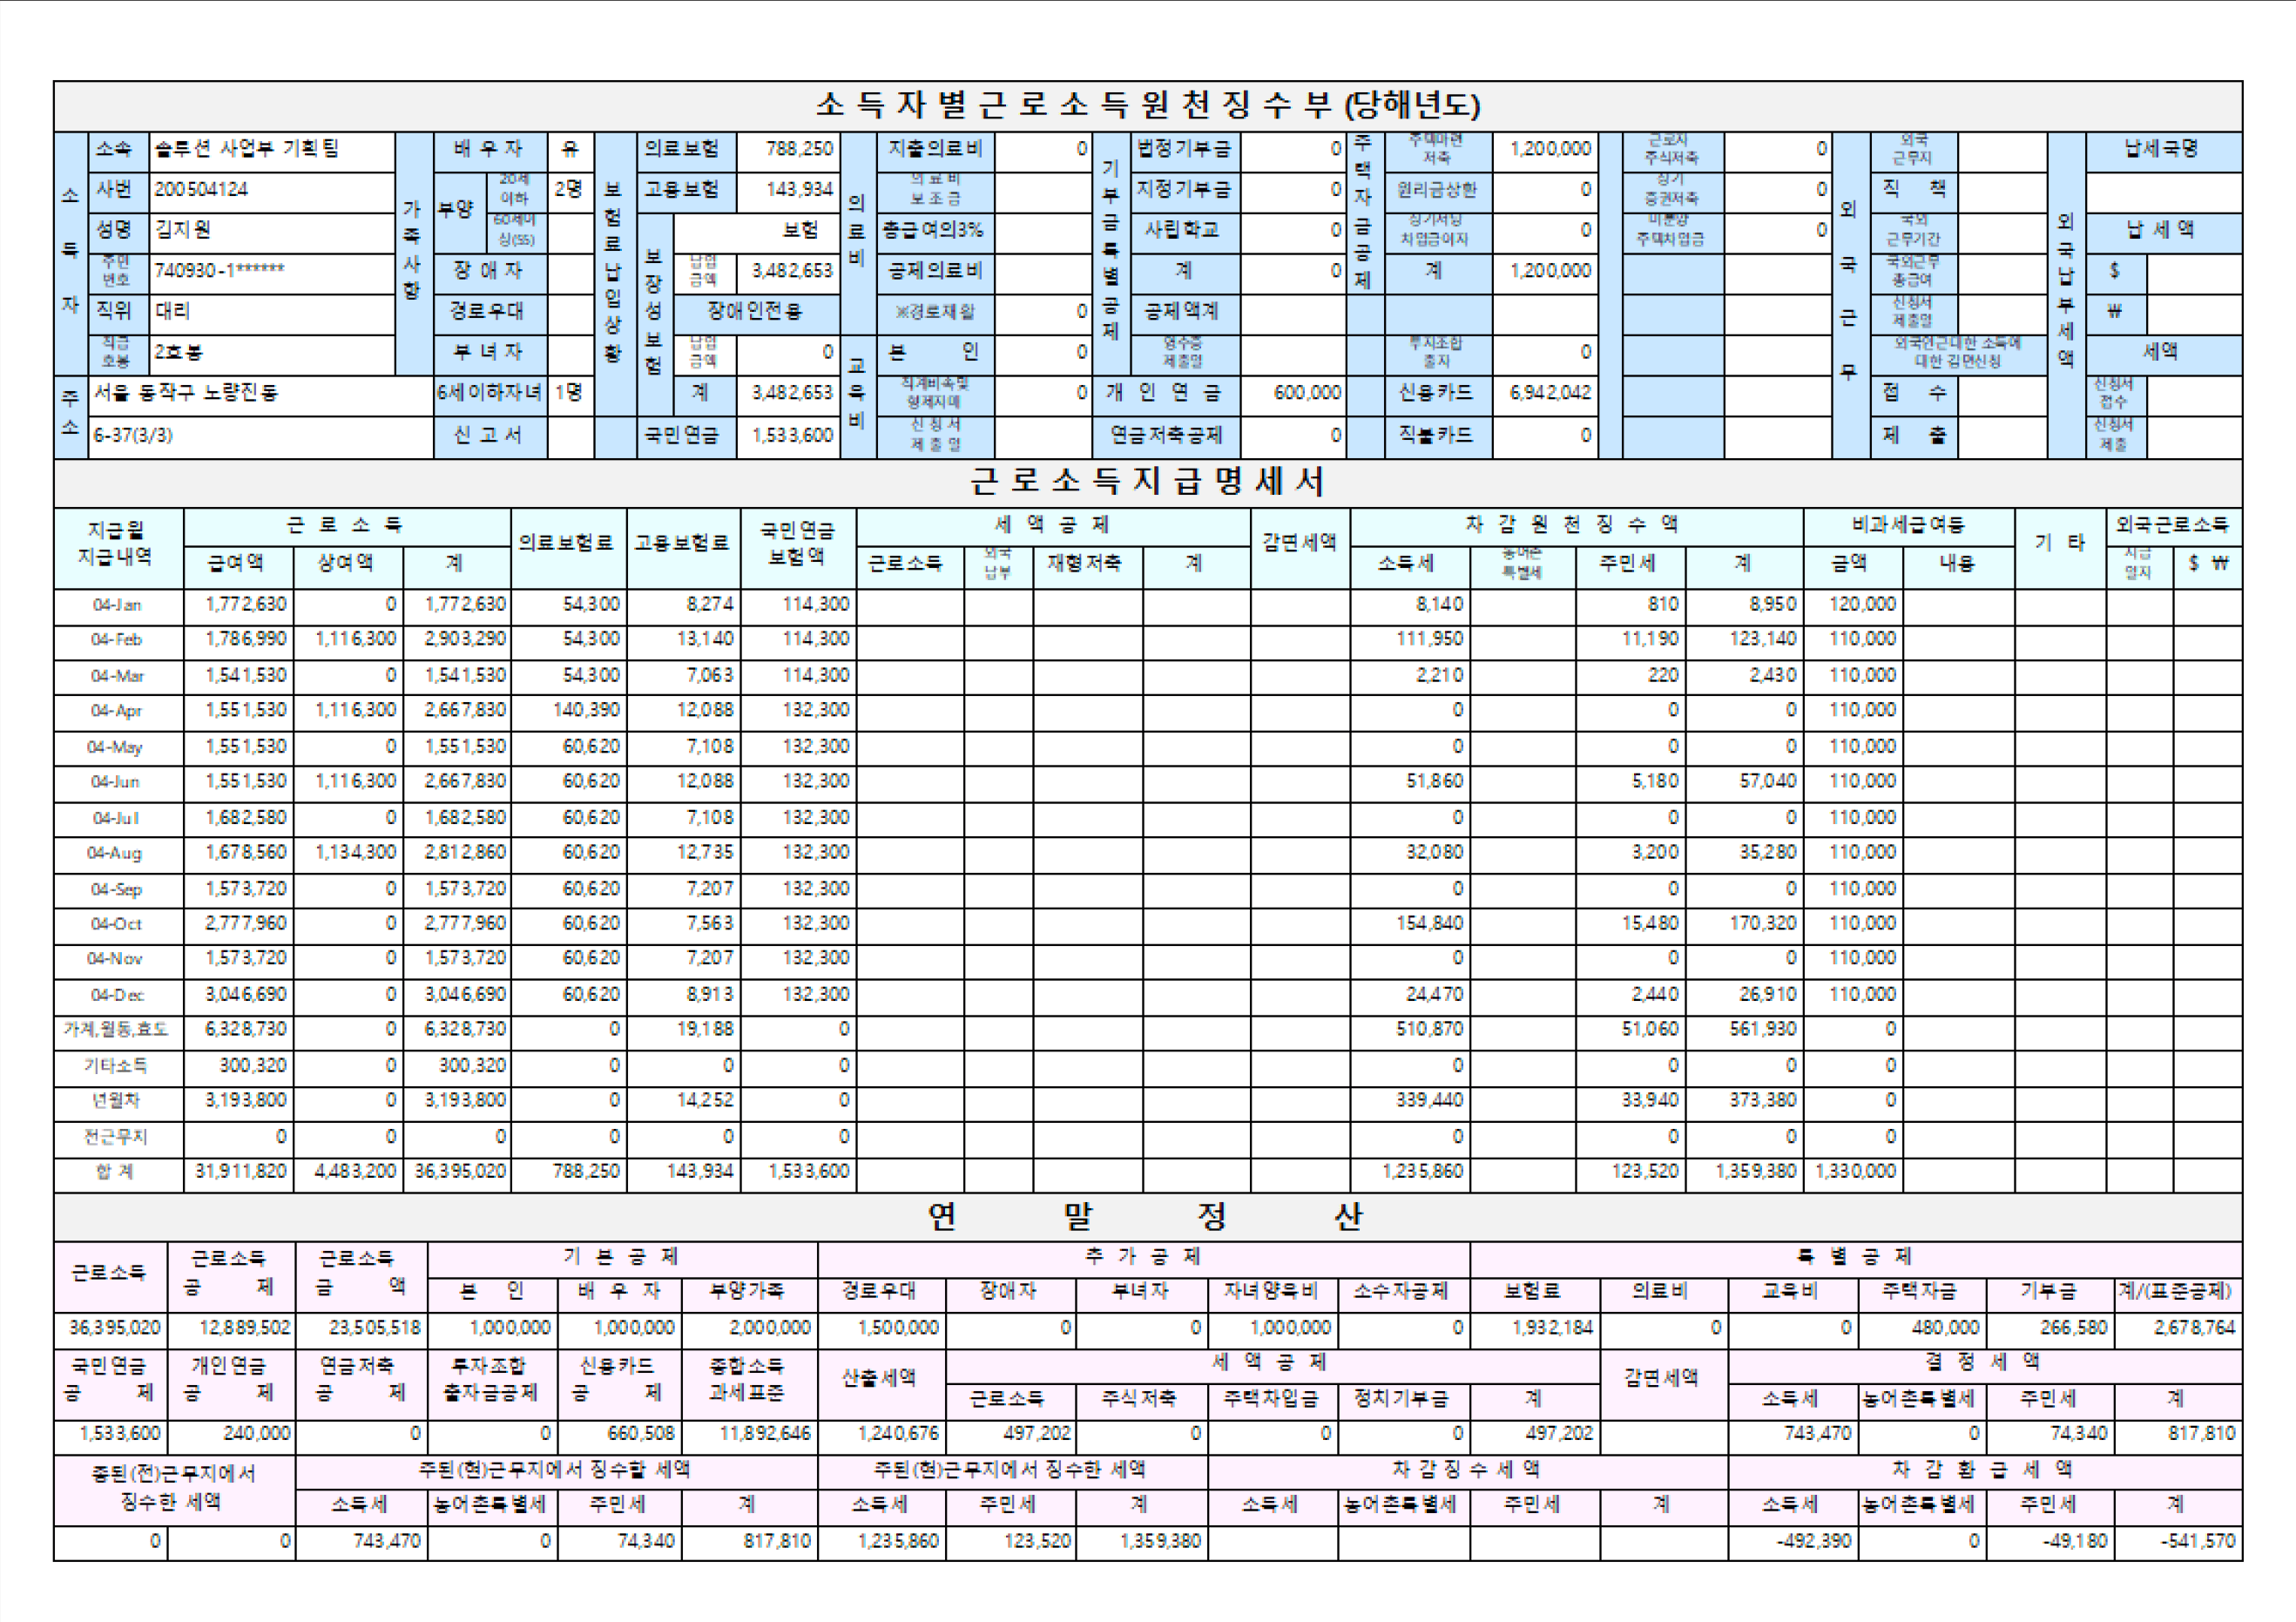 소 득 자 별 근 로 소 득 원 천 징 수 부 (당해년도)
소 득 자 소속 솔루션 사업부 기획팀 가 족 사 항 배 우 자 유 보 험 료 납 입 상 황 의료보험 788,250 의 료 비 지출의료비 0 기 부 금 특 별 공 제 법정기부금 0 주 택 자 금 공 제 주택마련 저축 1,200,000 근로자 주식저축 0 외 국 근 무 외국 근무지 외 국 납 부 세 액 납세국명
사번 200504124 부양 20세 이하 2명 고용보험 143,934 의 료 비 보 조 금 지정기부금 0 원리금상환 0 장기 증권저축 0 직 책
성명 김지원 60세이 상(55) 보 장 성 보 험 보험 총급여의3% 사립학교 0 장기저당 차입금이자 0 미분양 주택차입금 0 국외 근무기간 납 세 액
주민 번호 740930-1****** 장 애 자 납입 금액 3,482,653 공제의료비 계 0 계 1,200,000 국외근무 총급여 $
직위 대리 경로우대 장애인전용 ※경로재활 0 공제액계 신청서 제출일 ₩
직급 호봉 2호봉 부 녀 자 납입 금액 0 교 육 비 본 인 0 영수증 제출일 투자조합 출자 0 외국인근대한 소득에 대한 감면신청 세액
주 소 서울 동작구 노량진동 6세이하자녀 1명 계 3,482,653 직계비속및 형제자매 0 개 인 연 금 600,000 신용카드 6,942,042 접 수 신청서 접수
6-37(3/3) 신 고 서 국민연금 1,533,600 신 청 서 제 출 일 연금저축공제 0 직불카드 0 제 출 신청서 제출
근 로 소 득 지 급 명 세 서
지급월 지급내역 근 로 소 득 의료보험료 고용보험료 국민연금 보험액 세 액 공 제 감면세액 차 감 원 천 징 수 액 비과세급여등 기 타 외국근로소득
급여액 상여액 계 근로소득 외국 납부 재형저축 계 소득세 농어촌 특별세 주민세 계 금액 내용 지급 일자 $ ₩
04-Jan 1,772,630 0 1,772,630 54,300 8,274 114,300 8,140 810 8,950 120,000
04-Feb 1,786,990 1,116,300 2,903,290 54,300 13,140 114,300 111,950 11,190 123,140 110,000
04-Mar 1,541,530 0 1,541,530 54,300 7,063 114,300 2,210 220 2,430 110,000
04-Apr 1,551,530 1,116,300 2,667,830 140,390 12,088 132,300 0 0 0 110,000
04-May 1,551,530 0 1,551,530 60,620 7,108 132,300 0 0 0 110,000
04-Jun 1,551,530 1,116,300 2,667,830 60,620 12,088 132,300 51,860 5,180 57,040 110,000
04-Jul 1,682,580 0 1,682,580 60,620 7,108 132,300 0 0 0 110,000
04-Aug 1,678,560 1,134,300 2,812,860 60,620 12,735 132,300 32,080 3,200 35,280 110,000
04-Sep 1,573,720 0 1,573,720 60,620 7,207 132,300 0 0 0 110,000
04-Oct 2,777,960 0 2,777,960 60,620 7,563 132,300 154,840 15,480 170,320 110,000
04-Nov 1,573,720 0 1,573,720 60,620 7,207 132,300 0 0 0 110,000
04-Dec 3,046,690 0 3,046,690 60,620 8,913 132,300 24,470 2,440 26,910 110,000
가계,월동,효도 6,328,730 0 6,328,730 0 19,188 0 510,870 51,060 561,930 0
기타소득 300,320 0 300,320 0 0 0 0 0 0 0
년월차 3,193,800 0 3,193,800 0 14,252 0 339,440 33,940 373,380 0
전근무지 0 0 0 0 0 0 0 0 0 0
합 계 31,911,820 4,483,200 36,395,020 788,250 143,934 1,533,600 1,235,860 123,520 1,359,380 1,330,000
연 말 정 산
근로소득 근로소득 공 제 근로소득 금 액 기 본 공 제 추 가 공 제 특 별 공 제
본 인 배 우 자 부양가족 경로우대 장애자 부녀자 자녀양육비 소수자공제 보험료 의료비 교육비 주택자금 기부금 계/(표준공제)
36,395,020 12,889,502 23,505,518 1,000,000 1,000,000 2,000,000 1,500,000 0 0 1,000,000 0 1,932,184 0 0 480,000 266,580 2,678,764
국민연금 공 제 개인연금 공 제 연금저축 공 제 투자조합 출자금공제 신용카드 공 제 종합소득 과세표준 산출세액 세 액 공 제 감면세액 결 정 세 액
근로소득 주식저축 주택차입금 정치기부금 계 소득세 농어촌특별세 주민세 계
1,533,600 240,000 0 0 660,508 11,892,646 1,240,676 497,202 0 0 0 497,202 743,470 0 74,340 817,810
종된(전)근무지에서 징수한 세액 주된(현)근무지에서 징수할 세액 주된(현)근무지에서 징수한 세액 차 감 징 수 세 액 차 감 환 급 세 액
소득세 농어촌특별세 주민세 계 소득세 주민세 계 소득세 농어촌특별세 주민세 계 소득세 농어촌특별세 주민세 계
0 0 743,470 0 74,340 817,810 1,235,860 123,520 1,359,380 -492,390 0 -49,180 -541,570